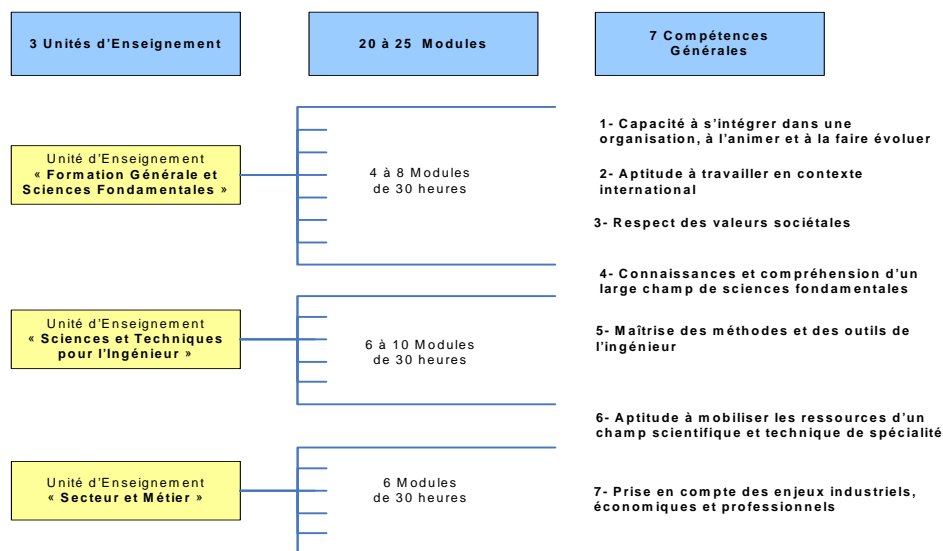 3 Unités d'Enseignement
20 à 25 Modules
7 Compétences
Générales
Unité d'Enseignement
« Formation Générale et
Sciences Fondamentales »
4 à 8 Modules
de 30 heures
1- Capacité à s'intégrer dans une
organisation, à l'animer et à la faire évoluer
2- Aptitude à travailler en contexte
international
3- Respect des valeurs sociétales
4- Connaissances et compréhension d'un
large champ de sciences fondamentales
Unité d'Enseignement
« Sciences et Techniques
pour l'Ingénieur »
6 à 10 Modules
de 30 heures
5- Maîtrise des méthodes et des outils de
l'ingénieur
6- Aptitude à mobiliser les ressources d'un
champ scientifique et technique de spécialité
Unité d'Enseignement
« Secteur et Métier »
6 Modules
de 30 heures
7- Prise en compte des enjeux industriels,
économiques et professionnels